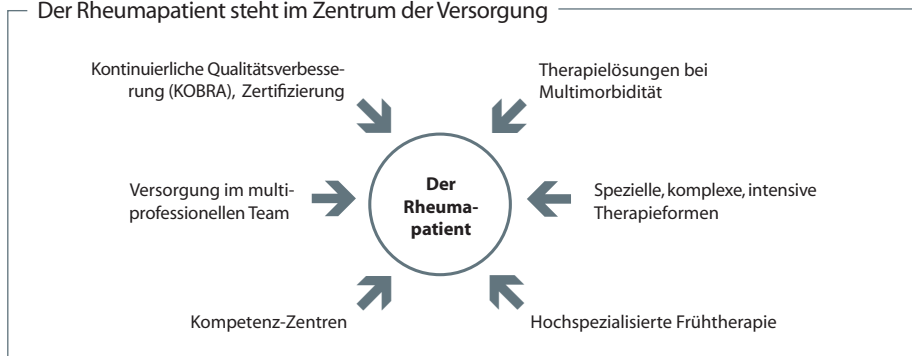 Der Rheumapatient steht im Zentrum der Versorgung
Kontinuierliche Qualitätsverbesse-
rung (KOBRA), Zertifizierung
Therapielösungen bei
Multimorbidität
Versorgung im multi-
professionellen Team
Der
Rheuma-
patient
Spezielle, komplexe, intensive
Therapieformen
Kompetenz-Zentren
Hochspezialisierte Frühtherapie